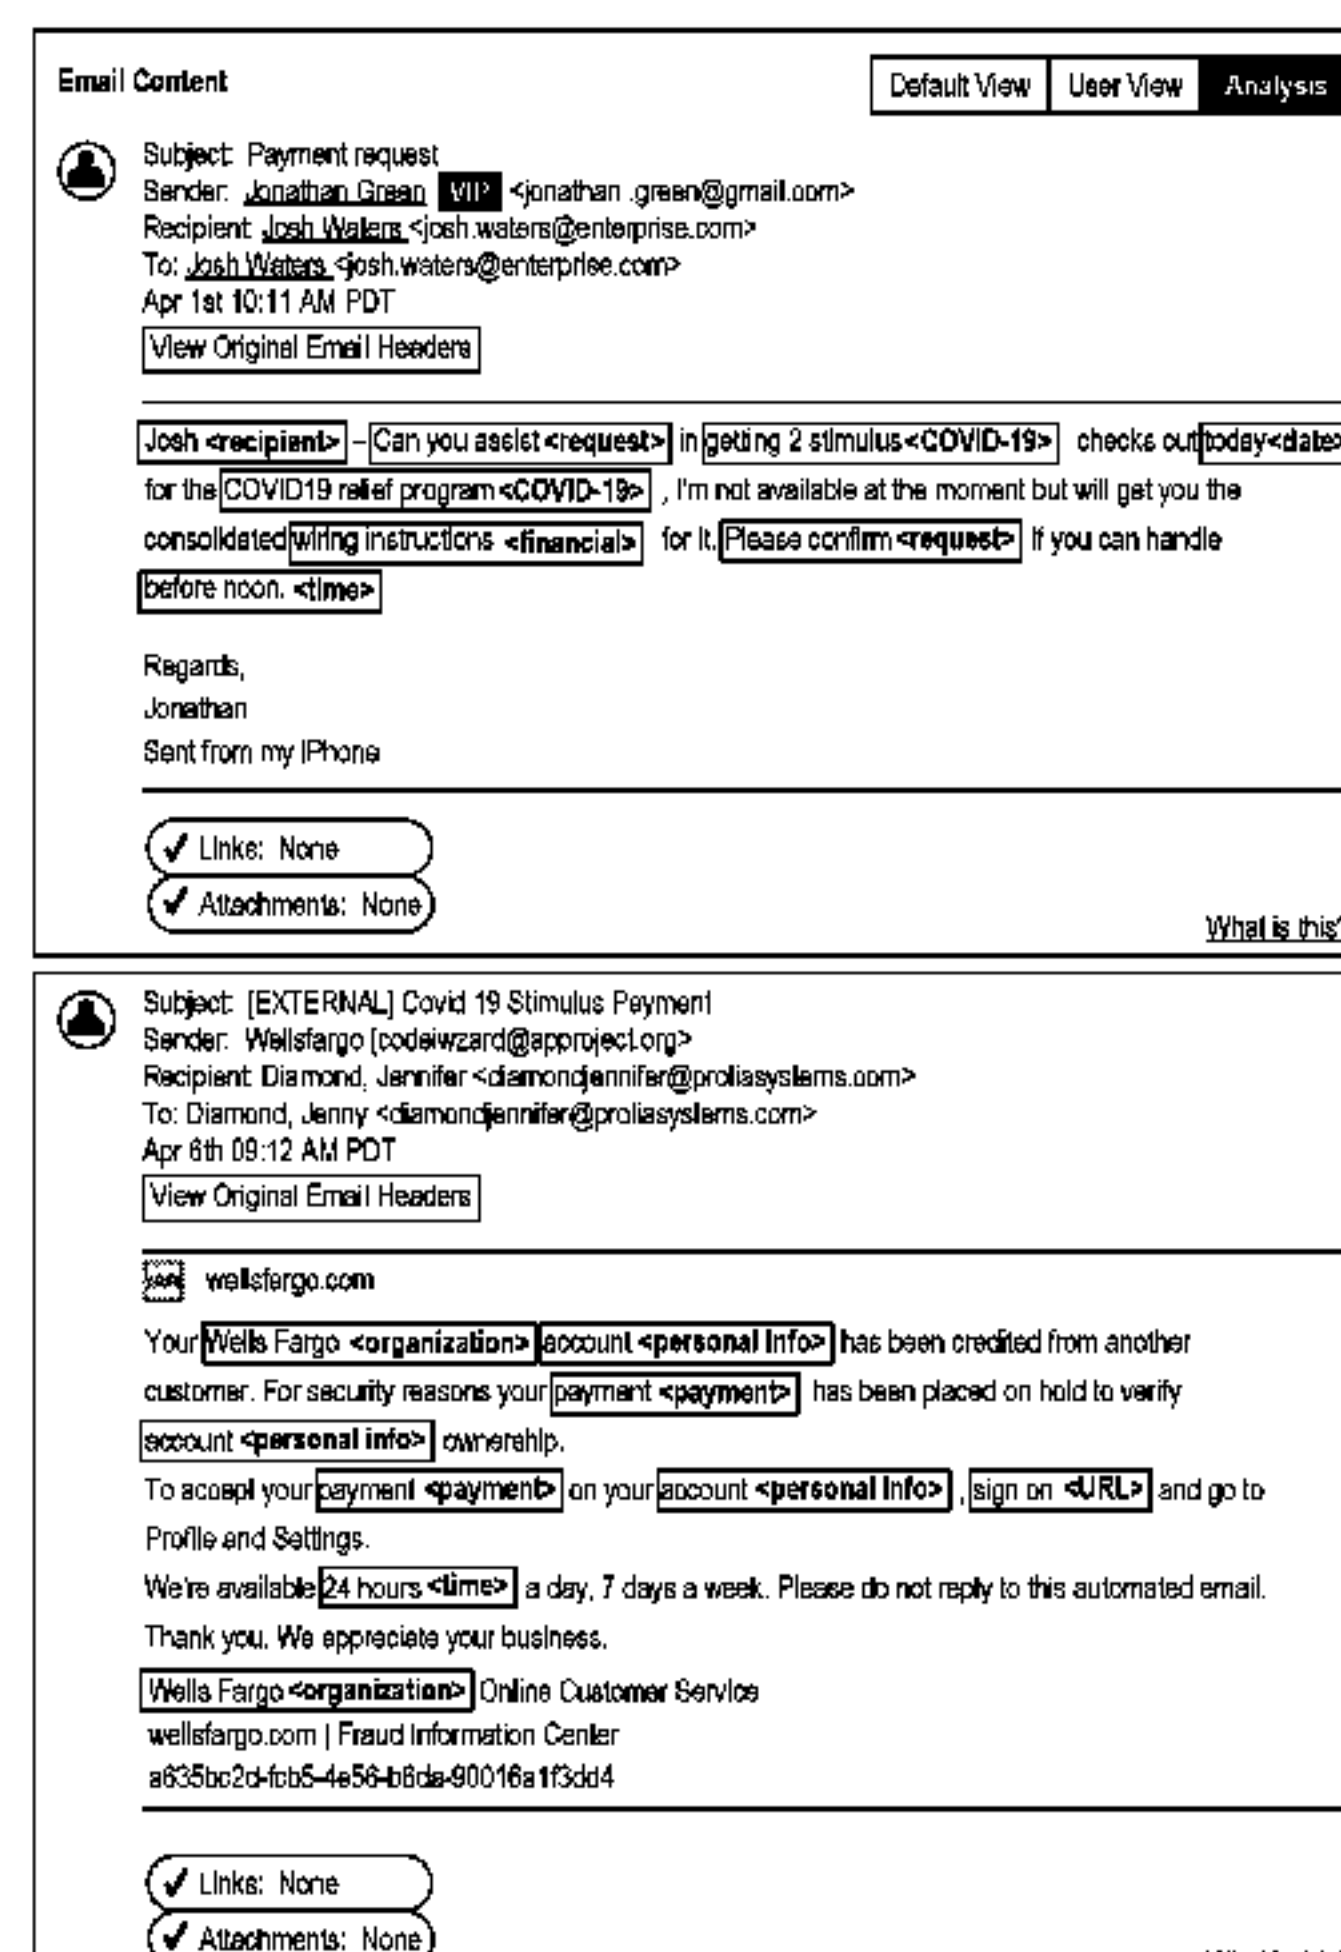 Email Content
Default View User View Analysis
Subject: Payment request
Sender: Jonathan Green VIP <jonathan .green@gmail.com>
Recipient: Josh Waters <josh.waters@enterprise.com>
To: Josh Waters <josh.waters@enterprise.com>
Apr 1st 10:11 AM PDT
View Original Email Headers
Josh <recipient> – Can you assist <request> in getting 2 stimulus <COVID-19> checks out today <date>
for the COVID19 relief program <COVID-19> , I'm not available at the moment but will get you the
consolidated wiring instructions <financial> for it. Please confirm <request> if you can handle
before noon. <time>
Regards,
Jonathan
Sent from my iPhone
✓ Links: None
✓ Attachments: None
What is this?
Subject: [EXTERNAL] Covid 19 Stimulus Payment
Sender: Wellsfargo [codeiwzard@approject.org>
Recipient: Diamond, Jennifer <diamondjennifer@proliasystems.com>
To: Diamond, Jenny <diamondjennifer@proliasystems.com>
Apr 6th 09:12 AM PDT
View Original Email Headers
wellsfargo.com
Your Wells Fargo <organization> account <personal info> has been credited from another
customer. For security reasons your payment <payment> has been placed on hold to verify
account <personal info> ownership.
To accept your payment <payment> on your account <personal info> , sign on <URL> and go to
Profile and Settings.
We're available 24 hours <time> a day, 7 days a week. Please do not reply to this automated email.
Thank you. We appreciate your business.
Wells Fargo <organization> Online Customer Service
wellsfargo.com | Fraud Information Center
a635bc2d-fcb5-4e56-b6da-90016a1f3dd4
✓ Links: None
✓ Attachments: None